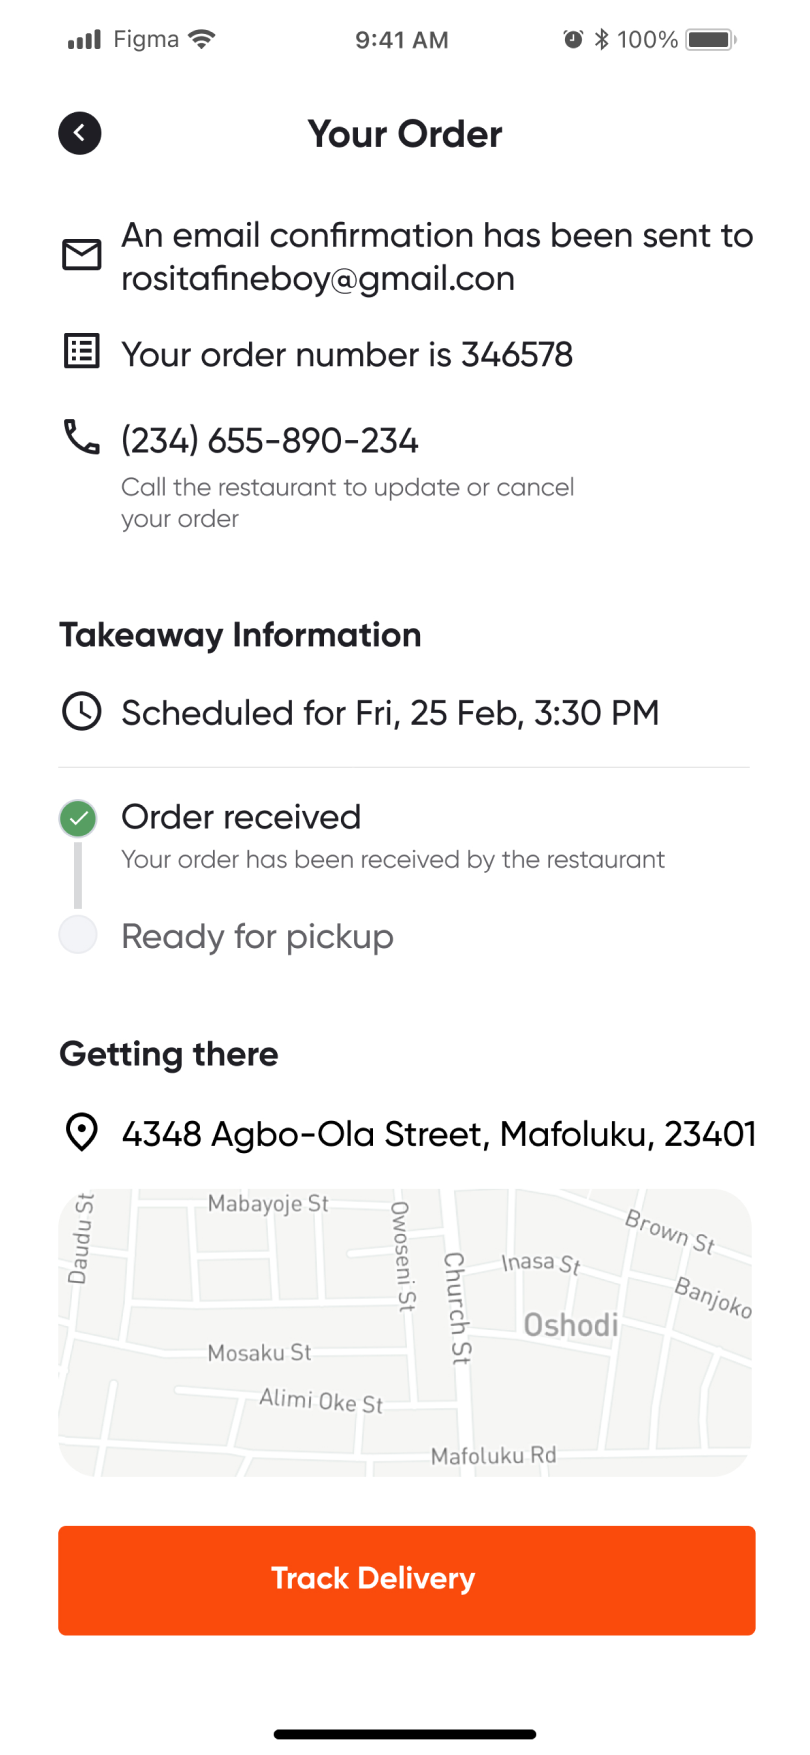 Figma
9:41 AM
100%
Your Order
An email confirmation has been sent to
rositafineboy@gmail.con
Your order number is 346578
(234) 655-890-234
Call the restaurant to update or cancel
your order
Takeaway Information
Scheduled for Fri, 25 Feb, 3:30 PM
Order received
Your order has been received by the restaurant
Ready for pickup
Getting there
4348 Agbo-Ola Street, Mafoluku, 23401
Daudu St
Mabayoje St
Owoseni St
Church St
Brown St
Inasa St
Banjoko
Oshodi
Mosaku St
Alimi Oke St
Mafoluku Rd
Track Delivery